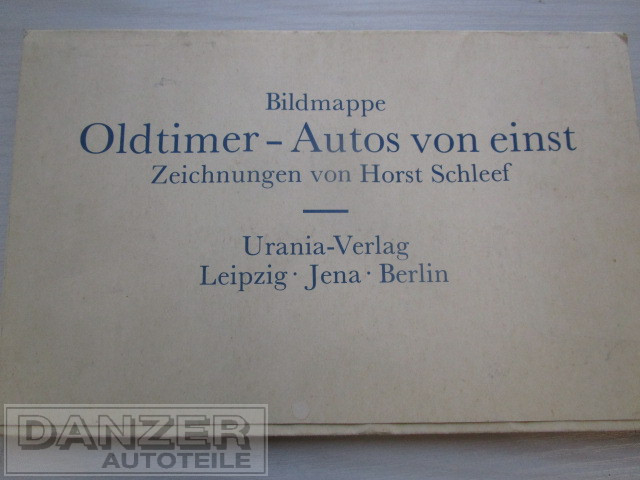 Bildmappe
Oldtimer – Autos von einst
Zeichnungen von Horst Schleef
Urania-Verlag
Leipzig · Jena · Berlin
DANZER
AUTOTEILE